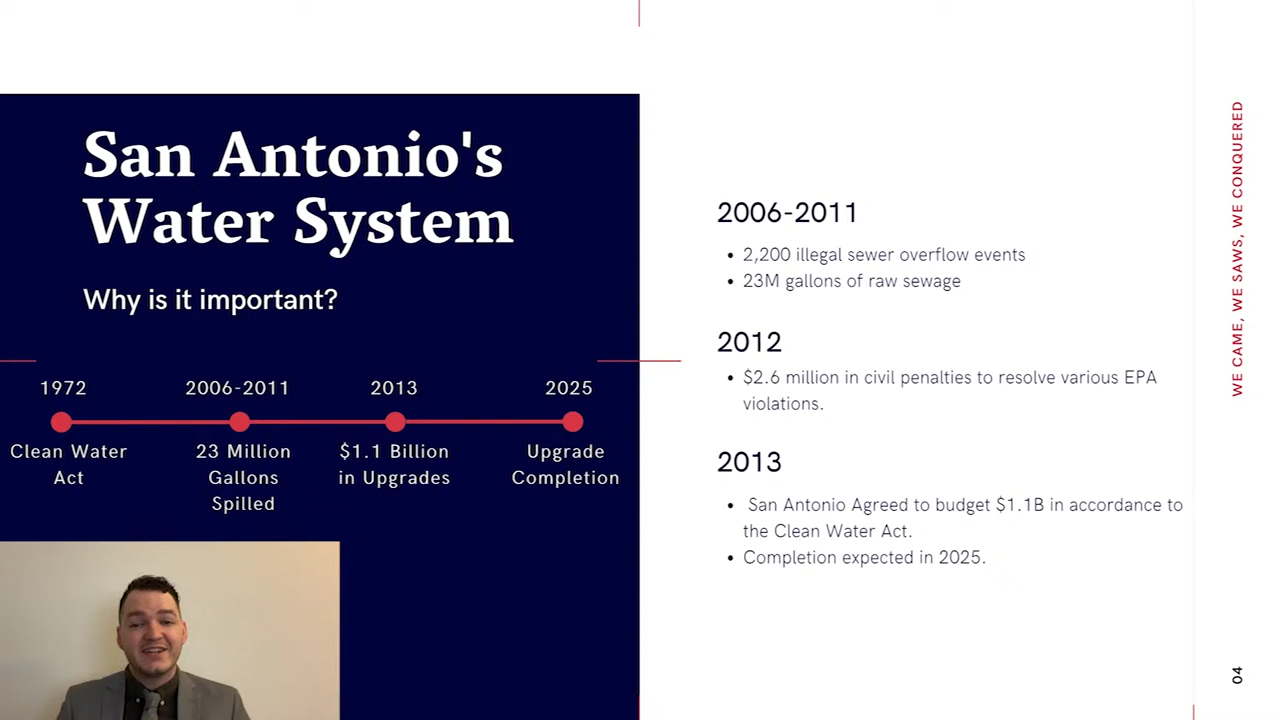 San Antonio's
Water System
Why is it important?
1972
2006-2011
2013
2025
Clean Water
Act
23 Million
Gallons
Spilled
$1.1 Billion
in Upgrades
Upgrade
Completion
2006-2011
• 2,200 illegal sewer overflow events
• 23M gallons of raw sewage
2012
• $2.6 million in civil penalties to resolve various EPA
violations.
2013
• San Antonio Agreed to budget $1.1B in accordance to
the Clean Water Act.
• Completion expected in 2025.
WE CAME, WE SAWS, WE CONQUERED
04